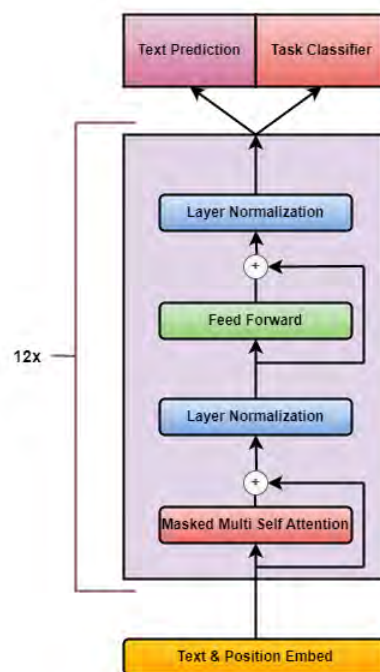 Text Prediction Task Classifier
Layer Normalization
+
Feed Forward
12x
Layer Normalization
+
Masked Multi Self Attention
Text & Position Embed